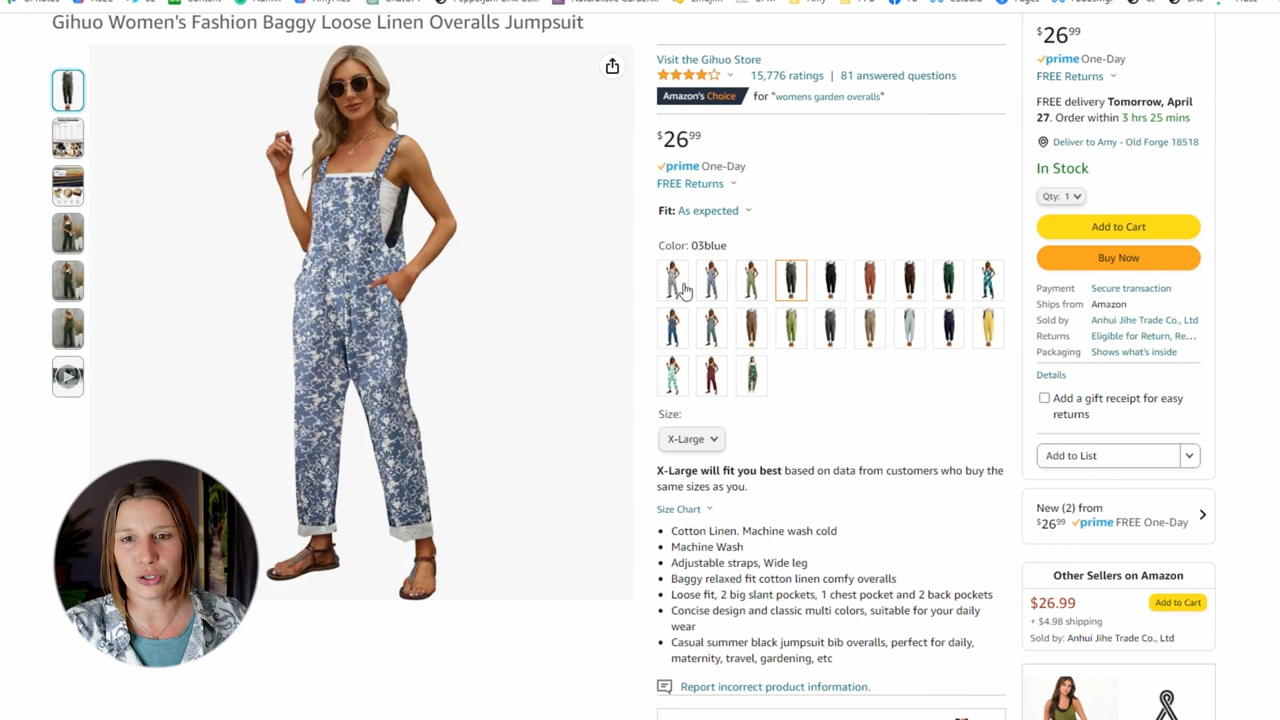 Gihuo Women's Fashion Baggy Loose Linen Overalls Jumpsuit
Visit the Gihuo Store
15,776 ratings | 81 answered questions
Amazon's Choice for "womens garden overalls"
$26 99
prime One-Day
FREE Returns
Fit: As expected
Color: 03blue
Size:
X-Large
X-Large will fit you best based on data from customers who buy the
same sizes as you.
Size Chart
Cotton Linen. Machine wash cold
Machine Wash
Adjustable straps, Wide leg
Baggy relaxed fit cotton linen comfy overalls
Loose fit, 2 big slant pockets, 1 chest pocket and 2 back pockets
Concise design and classic multi colors, suitable for your daily
wear
Casual summer black jumpsuit bib overalls, perfect for daily,
maternity, travel, gardening, etc
Report incorrect product information.
$26 99
prime One-Day
FREE Returns
FREE delivery Tomorrow, April
27. Order within 3 hrs 25 mins
Deliver to Amy - Old Forge 18518
In Stock
Qty: 1
Add to Cart
Buy Now
Payment Secure transaction
Ships from Amazon
Sold by Anhui Jihe Trade Co., Ltd
Returns Eligible for Return, Re...
Packaging Shows what's inside
Details
Add a gift receipt for easy
returns
Add to List
New (2) from
$26 99 prime FREE One-Day
Other Sellers on Amazon
$26.99 Add to Cart
+ $4.98 shipping
Sold by: Anhui Jihe Trade Co., Ltd